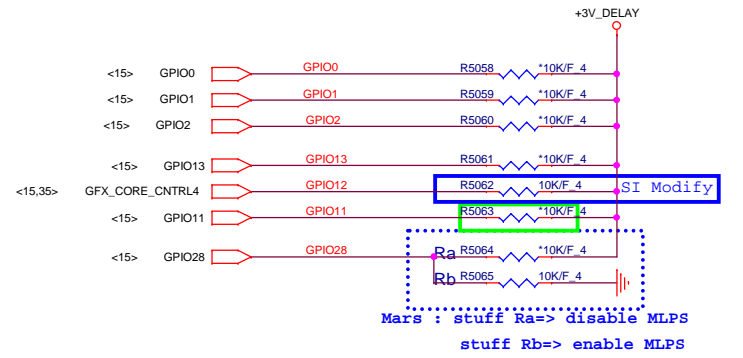 +3V_DELAY
<15> GPIO0 GPIO0 R5058 *10K/F_4
<15> GPIO1 GPIO1 R5059 *10K/F_4
<15> GPIO2 GPIO2 R5060 *10K/F_4
<15> GPIO13 GPIO13 R5061 *10K/F_4
<15,35> GFX_CORE_CNTRL4 GPIO12 R5062 10K/F_4 SI Modify
<15> GPIO11 GPIO11 R5063 *10K/F_4
<15> GPIO28 GPIO28 Ra R5064 *10K/F_4
Rb R5065 10K/F_4
Mars : stuff Ra=> disable MLPS
stuff Rb=> enable MLPS